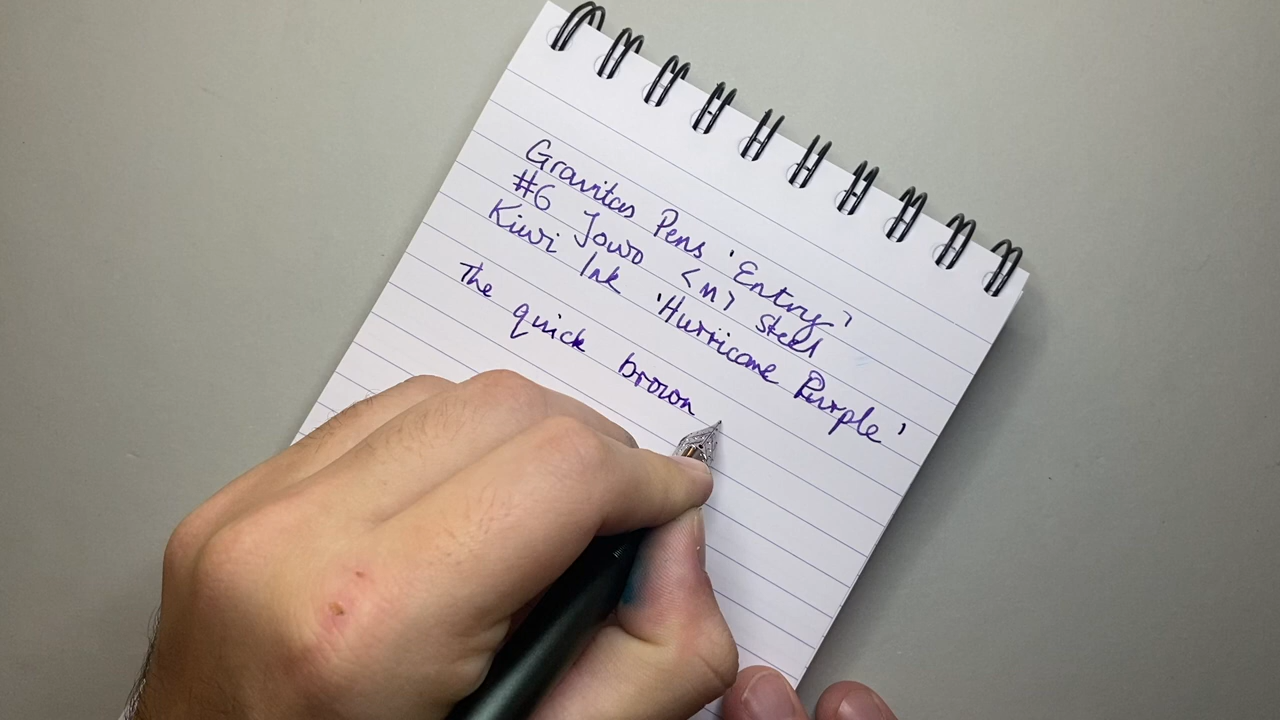 Gravitas Pens 'Entry'
#6 Jowo <M> Steel
Kiwi Ink 'Hurricane Purple'
The quick brown